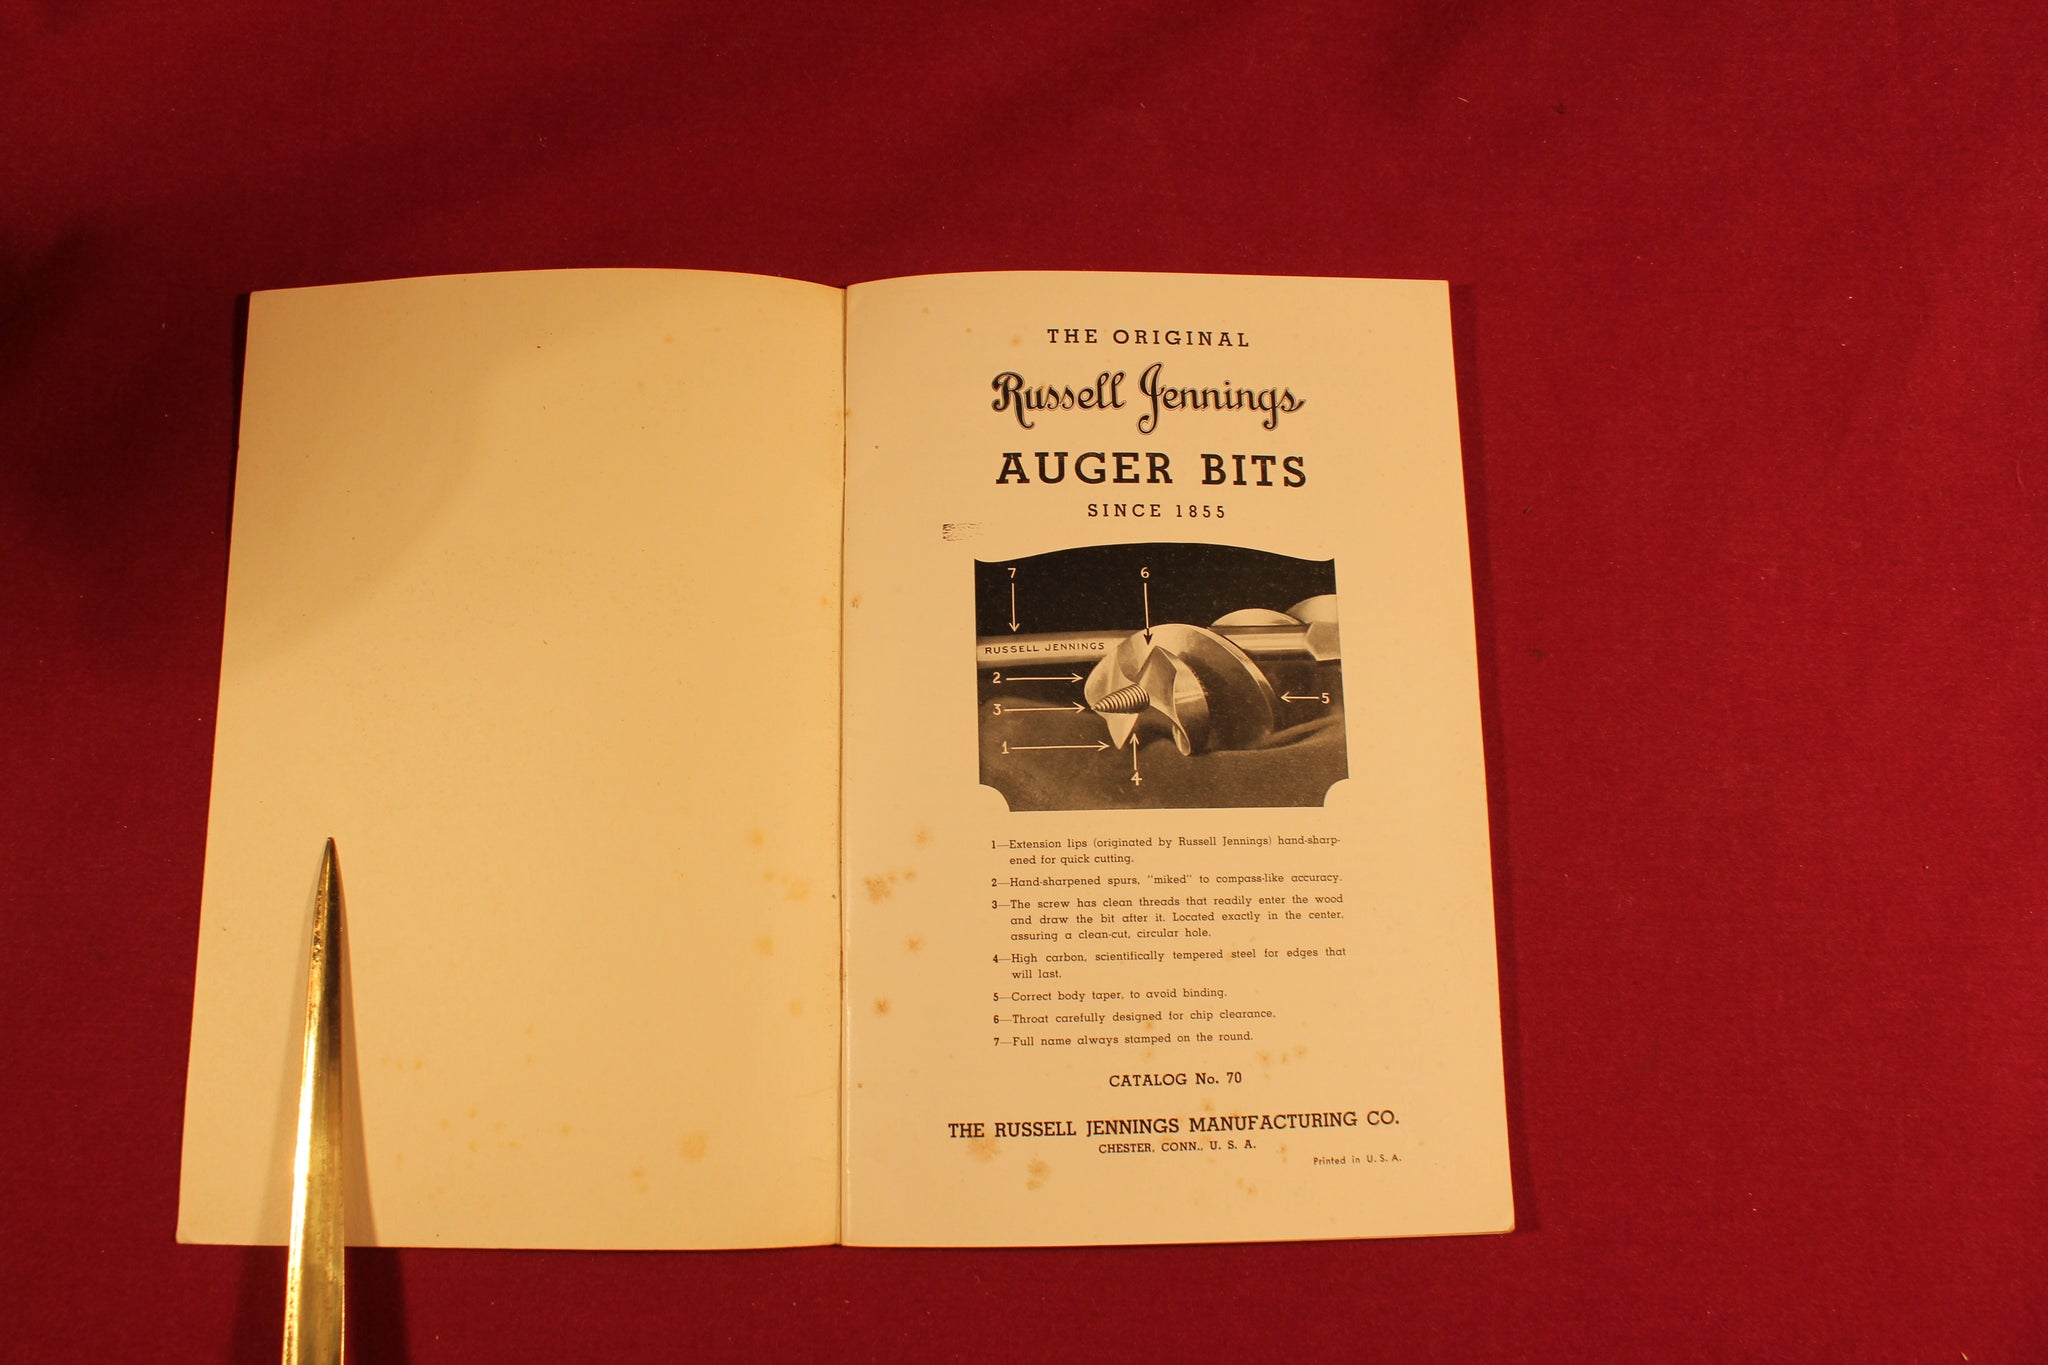 THE ORIGINAL
Russell Jennings
AUGER BITS
SINCE 1855
7 6
RUSSELL JENNINGS
2
3
5
1
4
1—Extension lips (originated by Russell Jennings) hand-sharp-
ened for quick cutting.
2—Hand-sharpened spurs, "miked" to compass-like accuracy.
3—The screw has clean threads that readily enter the wood
and draw the bit after it. Located exactly in the center,
assuring a clean-cut, circular hole.
4—High carbon, scientifically tempered steel for edges that
will last.
5—Correct body taper, to avoid binding.
6—Throat carefully designed for chip clearance.
7—Full name always stamped on the round.
CATALOG No. 70
THE RUSSELL JENNINGS MANUFACTURING CO.
CHESTER, CONN., U. S. A.
Printed in U. S. A.